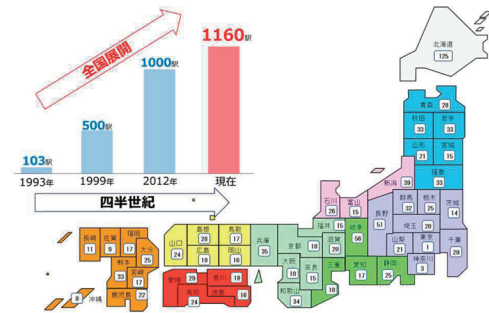 1160駅
全国展開
1000駅
500駅
103駅
1993年 1999年 2012年 現在
四半世紀
北海道
125
青森 28
秋田 岩手
33 33
山形 宮城
21 15
福島
33
新潟 39
石川 富山
26 15
福井 15
岐阜
56
長野
51
群馬 栃木
32 25
茨城
14
埼玉
20
山梨 東京
21 1
千葉
29
神奈川
3
静岡
25
愛知
17
三重
18
滋賀
20
京都 18
兵庫
35
大阪
10
奈良
15
和歌山
34
鳥取
17
島根
28
岡山
16
広島
19
山口
24
香川 18
愛媛 29
徳島 16
高知
24
福岡
17
佐賀
9
長崎
11
大分
25
熊本
33
宮崎
17
鹿児島 22
沖縄
8